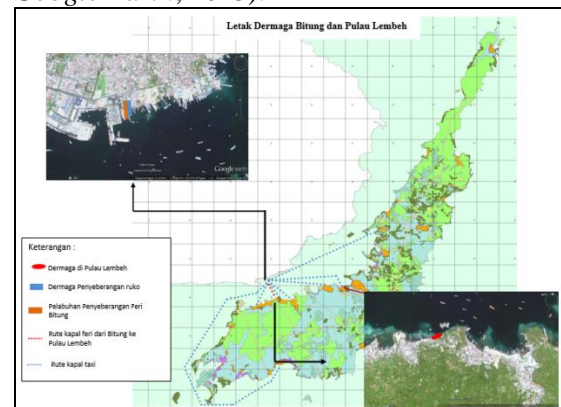 Letak Dermaga Bitung dan Pulau Lembeh
Google earth
Keterangan :
Dermaga di Pulau Lembeh
Dermaga Penyeberangan ruko
Pelabuhan Penyeberangan Feri
Bitung
Rute kapal feri dari Bitung ke
Pulau Lembeh
Rute kapal taxi